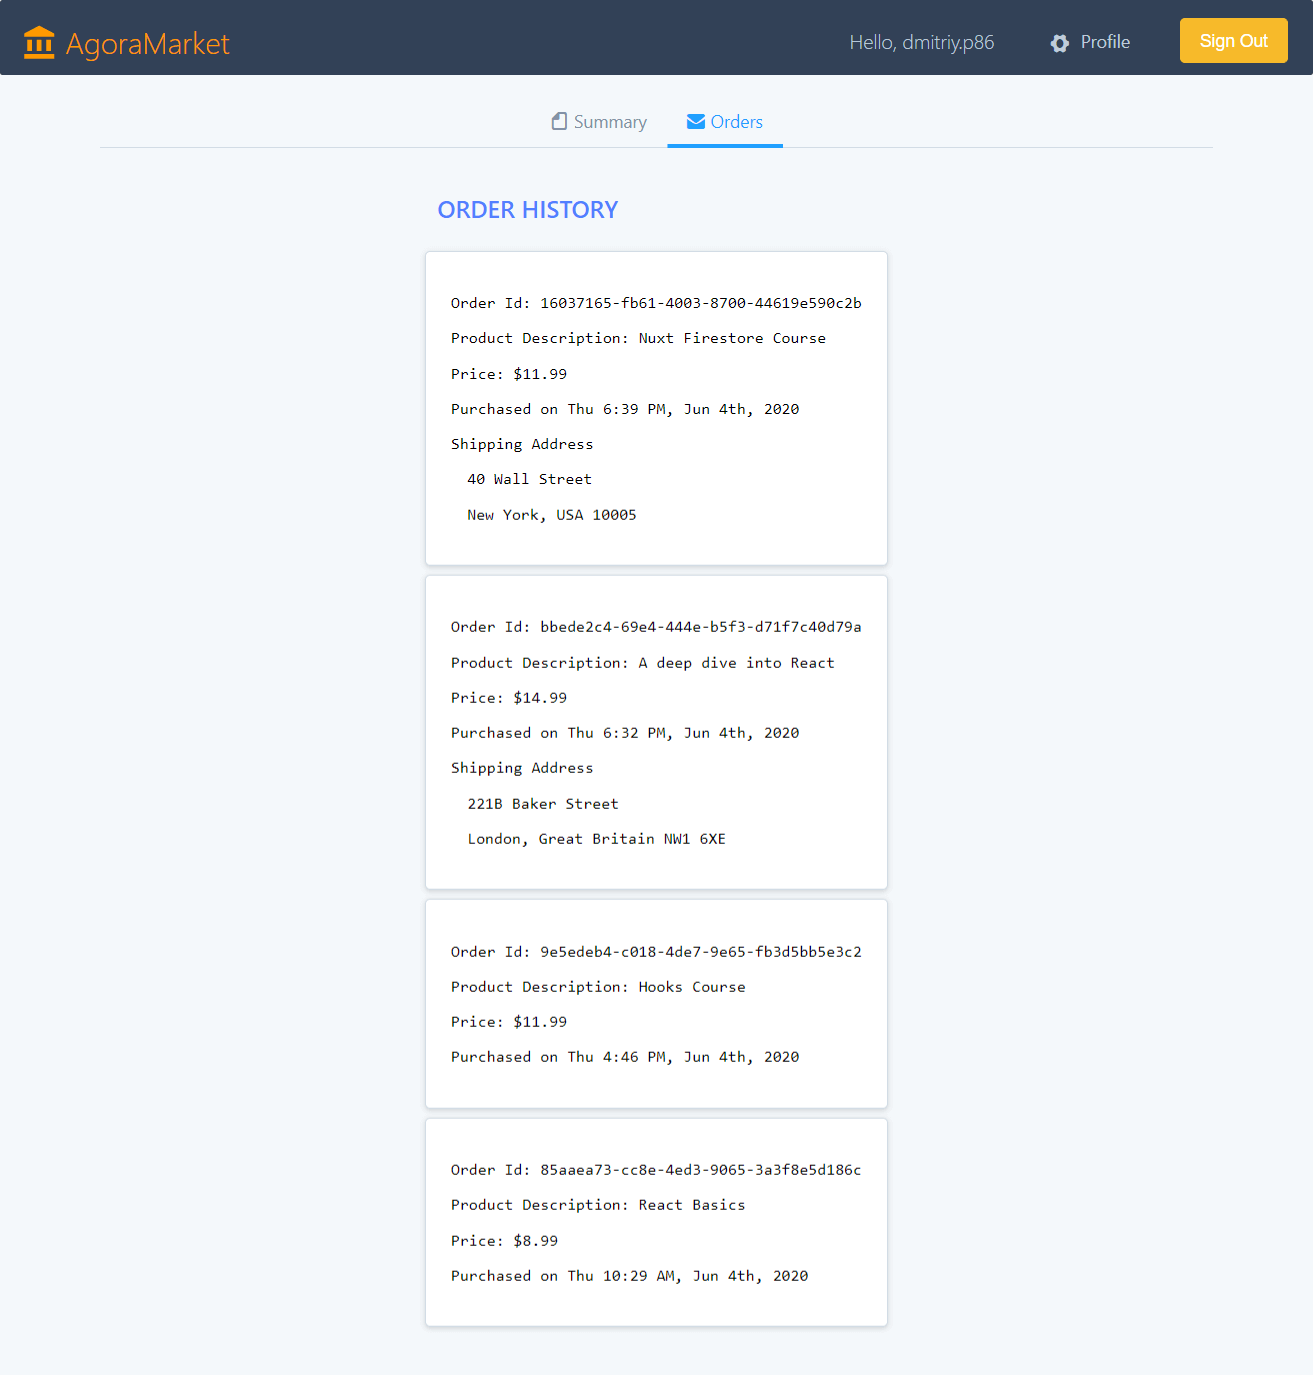 AgoraMarket
Hello, dmitriy.p86
Profile
Sign Out
Summary
Orders
ORDER HISTORY
Order Id: 16037165-fb61-4003-8700-44619e590c2b
Product Description: Nuxt Firestore Course
Price: $11.99
Purchased on Thu 6:39 PM, Jun 4th, 2020
Shipping Address
40 Wall Street
New York, USA 10005
Order Id: bbede2c4-69e4-444e-b5f3-d71f7c40d79a
Product Description: A deep dive into React
Price: $14.99
Purchased on Thu 6:32 PM, Jun 4th, 2020
Shipping Address
221B Baker Street
London, Great Britain NW1 6XE
Order Id: 9e5edeb4-c018-4de7-9e65-fb3d5bb5e3c2
Product Description: Hooks Course
Price: $11.99
Purchased on Thu 4:46 PM, Jun 4th, 2020
Order Id: 85aaea73-cc8e-4ed3-9065-3a3f8e5d186c
Product Description: React Basics
Price: $8.99
Purchased on Thu 10:29 AM, Jun 4th, 2020